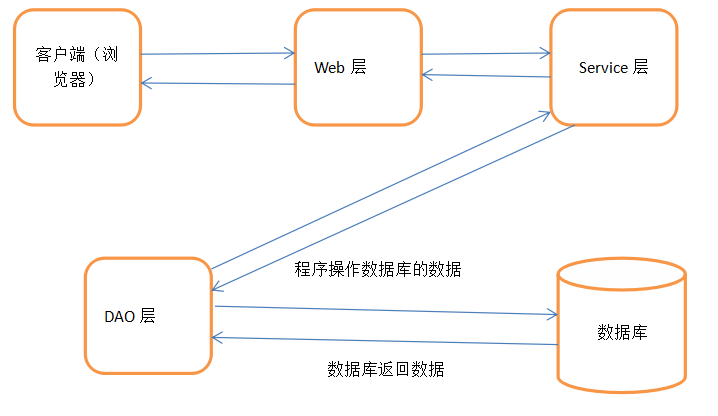 客户端（浏
览器）
Web 层
Service 层
程序操作数据库的数据
DAO 层
数据库
数据库返回数据